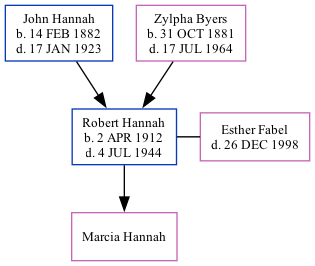 John Hannah
b. 14 FEB 1882
d. 17 JAN 1923
Zylpha Byers
b. 31 OCT 1881
d. 17 JUL 1964
Robert Hannah
b. 2 APR 1912
d. 4 JUL 1944
Esther Fabel
d. 26 DEC 1998
Marcia Hannah